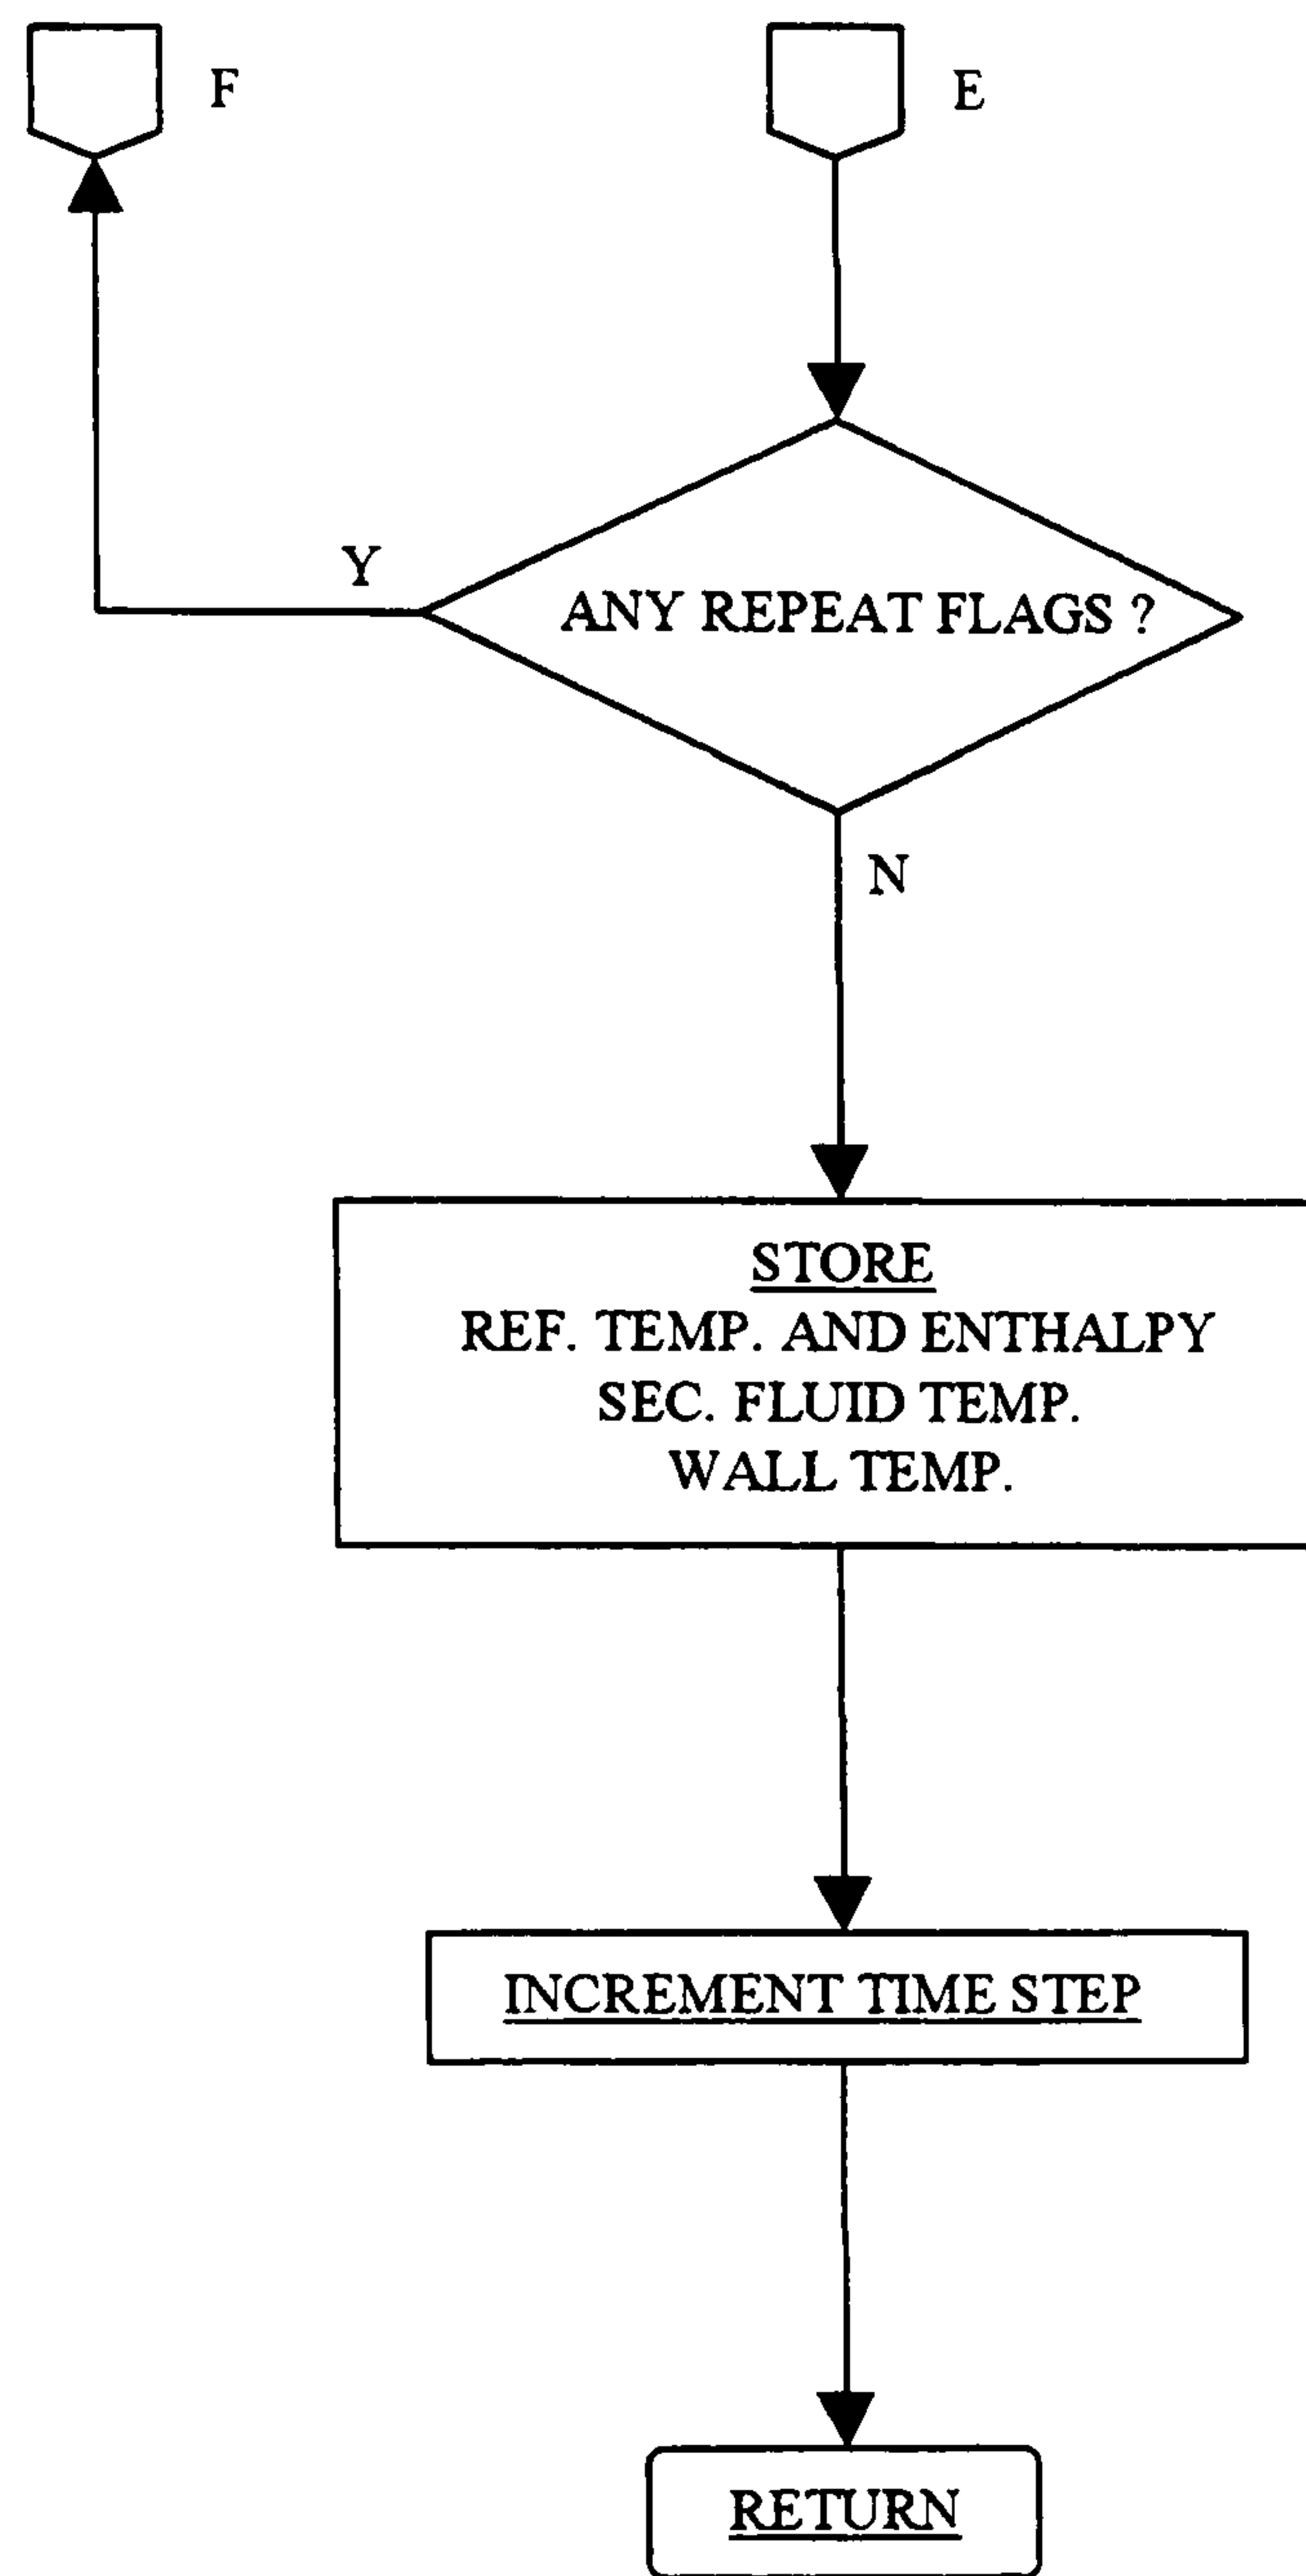 F
E
Y
ANY REPEAT FLAGS ?
N
STORE
REF. TEMP. AND ENTHALPY
SEC. FLUID TEMP.
WALL TEMP.
INCREMENT TIME STEP
RETURN